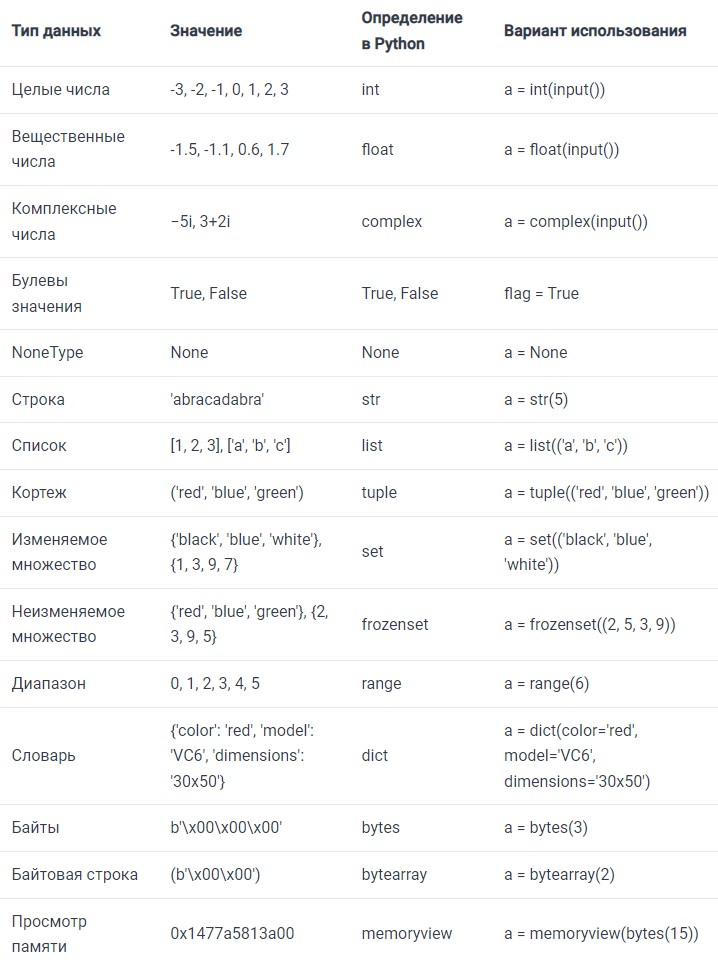 Тип данных Значение Определение в Python Вариант использования
Целые числа -3, -2, -1, 0, 1, 2, 3 int a = int(input())
Вещественные числа -1.5, -1.1, 0.6, 1.7 float a = float(input())
Комплексные числа −5i, 3+2i complex a = complex(input())
Булевы значения True, False True, False flag = True
NoneType None None a = None
Строка 'abracadabra' str a = str(5)
Список [1, 2, 3], ['a', 'b', 'c'] list a = list(('a', 'b', 'c'))
Кортеж ('red', 'blue', 'green') tuple a = tuple(('red', 'blue', 'green'))
Изменяемое множество {'black', 'blue', 'white'}, {1, 3, 9, 7} set a = set(('black', 'blue', 'white'))
Неизменяемое множество {'red', 'blue', 'green'}, {2, 3, 9, 5} frozenset a = frozenset((2, 5, 3, 9))
Диапазон 0, 1, 2, 3, 4, 5 range a = range(6)
Словарь {'color': 'red', 'model': 'VC6', 'dimensions': '30x50'} dict a = dict(color='red', model='VC6', dimensions='30x50')
Байты b'\x00\x00\x00' bytes a = bytes(3)
Байтовая строка (b'\x00\x00') bytearray a = bytearray(2)
Просмотр памяти 0x1477a5813a00 memoryview a = memoryview(bytes(15))